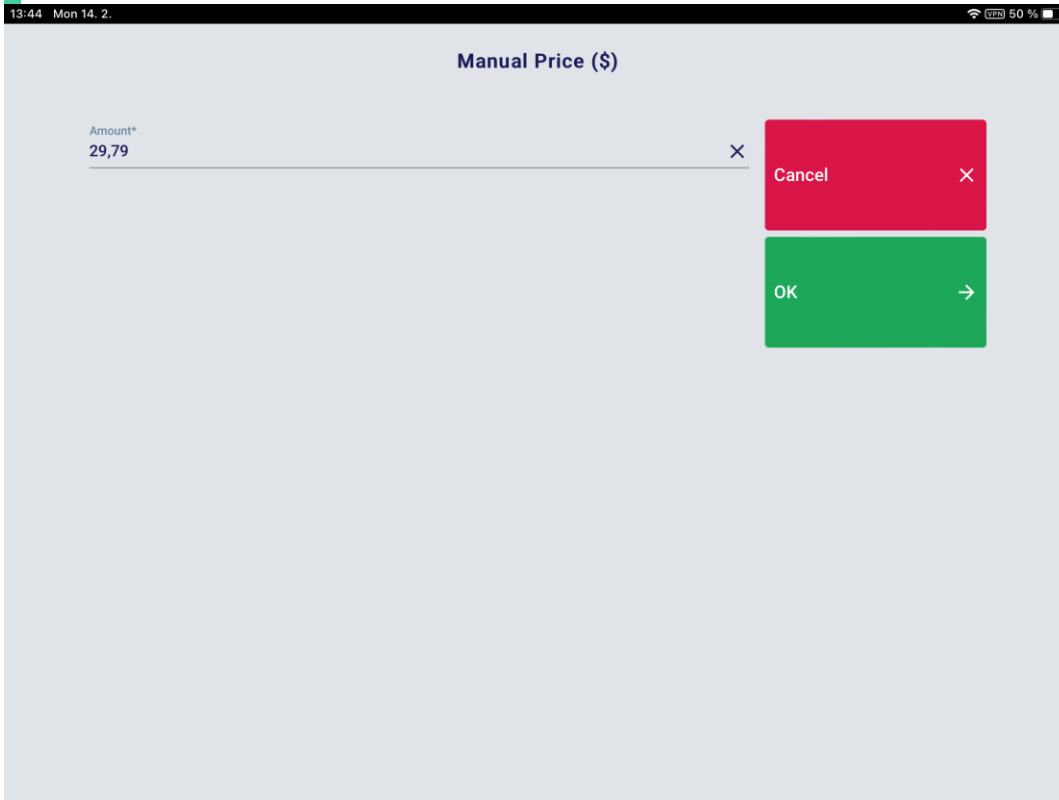 13:44 Mon 14. 2. VPN 50 %
Manual Price ($)
Amount*
29,79
Cancel
OK